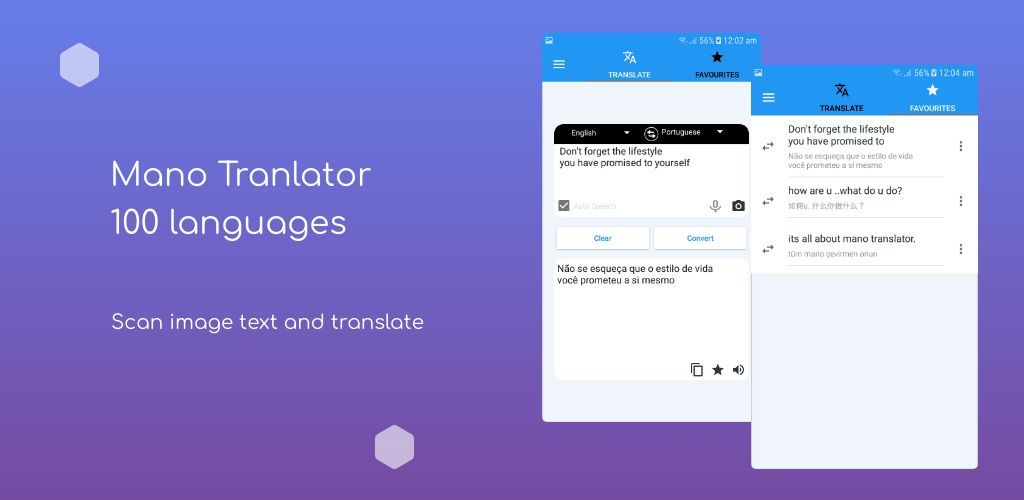 Mano Tranlator
100 languages
Scan image text and translate
56% 12:02 am
TRANSLATE
FAVOURITES
English
Portuguese
Don't forget the lifestyle
you have promised to yourself
Auto Speech
Clear
Convert
Não se esqueça que o estilo de vida
você prometeu a si mesmo
56% 12:04 am
TRANSLATE
FAVOURITES
Don't forget the lifestyle
you have promised to
Não se esqueça que o estilo de vida
você prometeu a si mesmo
how are u ..what do u do?
如何u..什么你做什么？
its all about mano translator.
tüm mano çevirmen onun